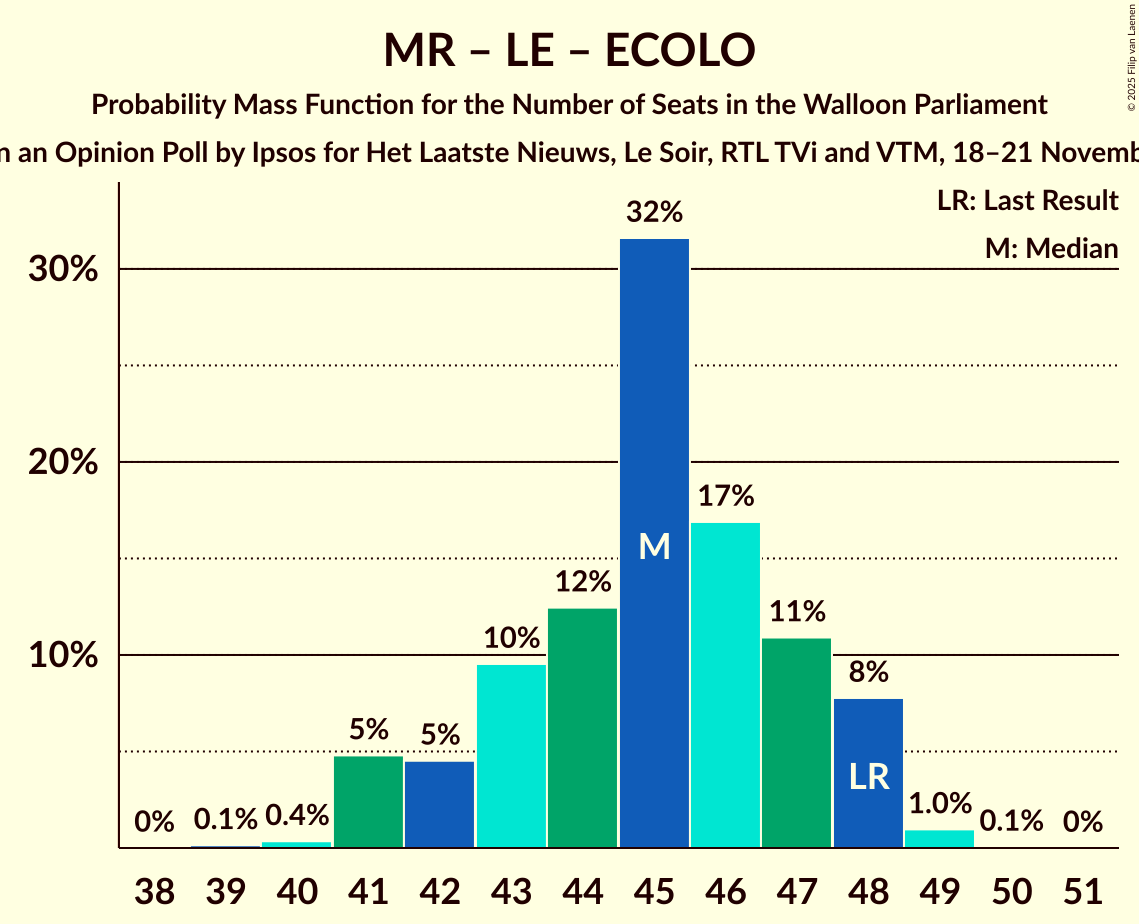 MR – LE – ECOLO
Probability Mass Function for the Number of Seats in the Walloon Parliament
an Opinion Poll by Ipsos for Het Laatste Nieuws, Le Soir, RTL TVi and VTM, 18–21
LR: Last Result
M: Median
30%
20%
10%
0%
0.1%
0.4%
5%
5%
10%
12%
32%
17%
11%
8%
1.0%
0.1%
0%
M
LR
38 39 40 41 42 43 44 45 46 47 48 49 50 51
© 2025 Filip van Laenen